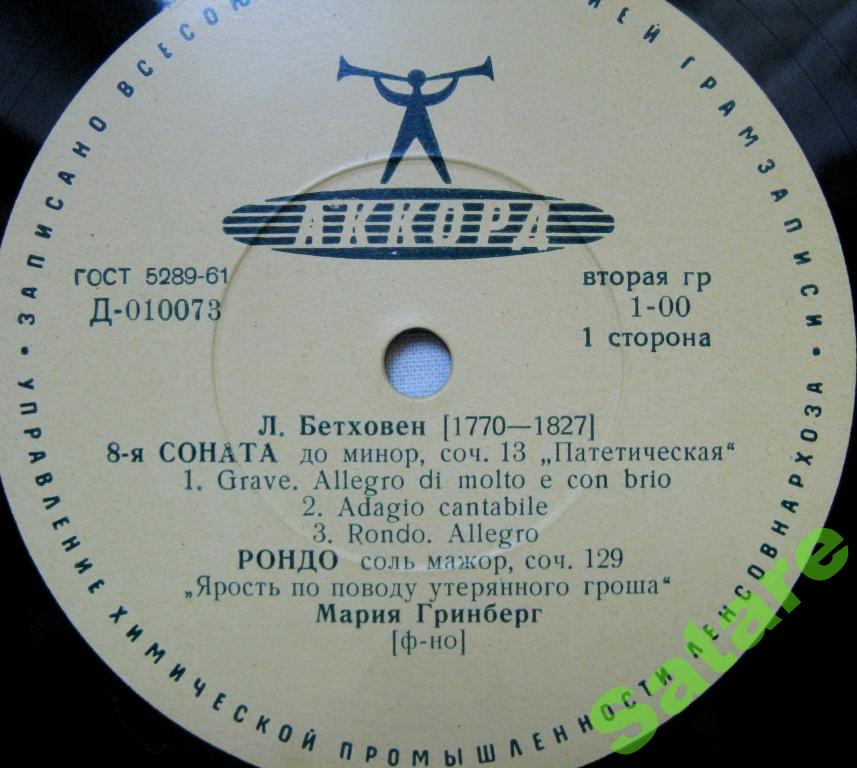 ЗАПИСАНО ВСЕСОЮ
ИЕЙ ГРАМЗАПИСИ •
АККОРД
ГОСТ 5289-61
Д-010073
вторая гр
1-00
1 сторона
Л. Бетховен [1770—1827]
8-я СОНАТА до минор, соч. 13 „Патетическая“
1. Grave. Allegro di molto e con brio
2. Adagio cantabile
3. Rondo. Allegro
РОНДО соль мажор, соч. 129
„Ярость по поводу утерянного гроша“
Мария Гринберг
[ф-но]
• УПРАВЛЕНИЕ ХИМИЧЕСКОЙ ПРОМЫШЛЕННОСТИ ЛЕНСОВНАРХОЗА •
Satare